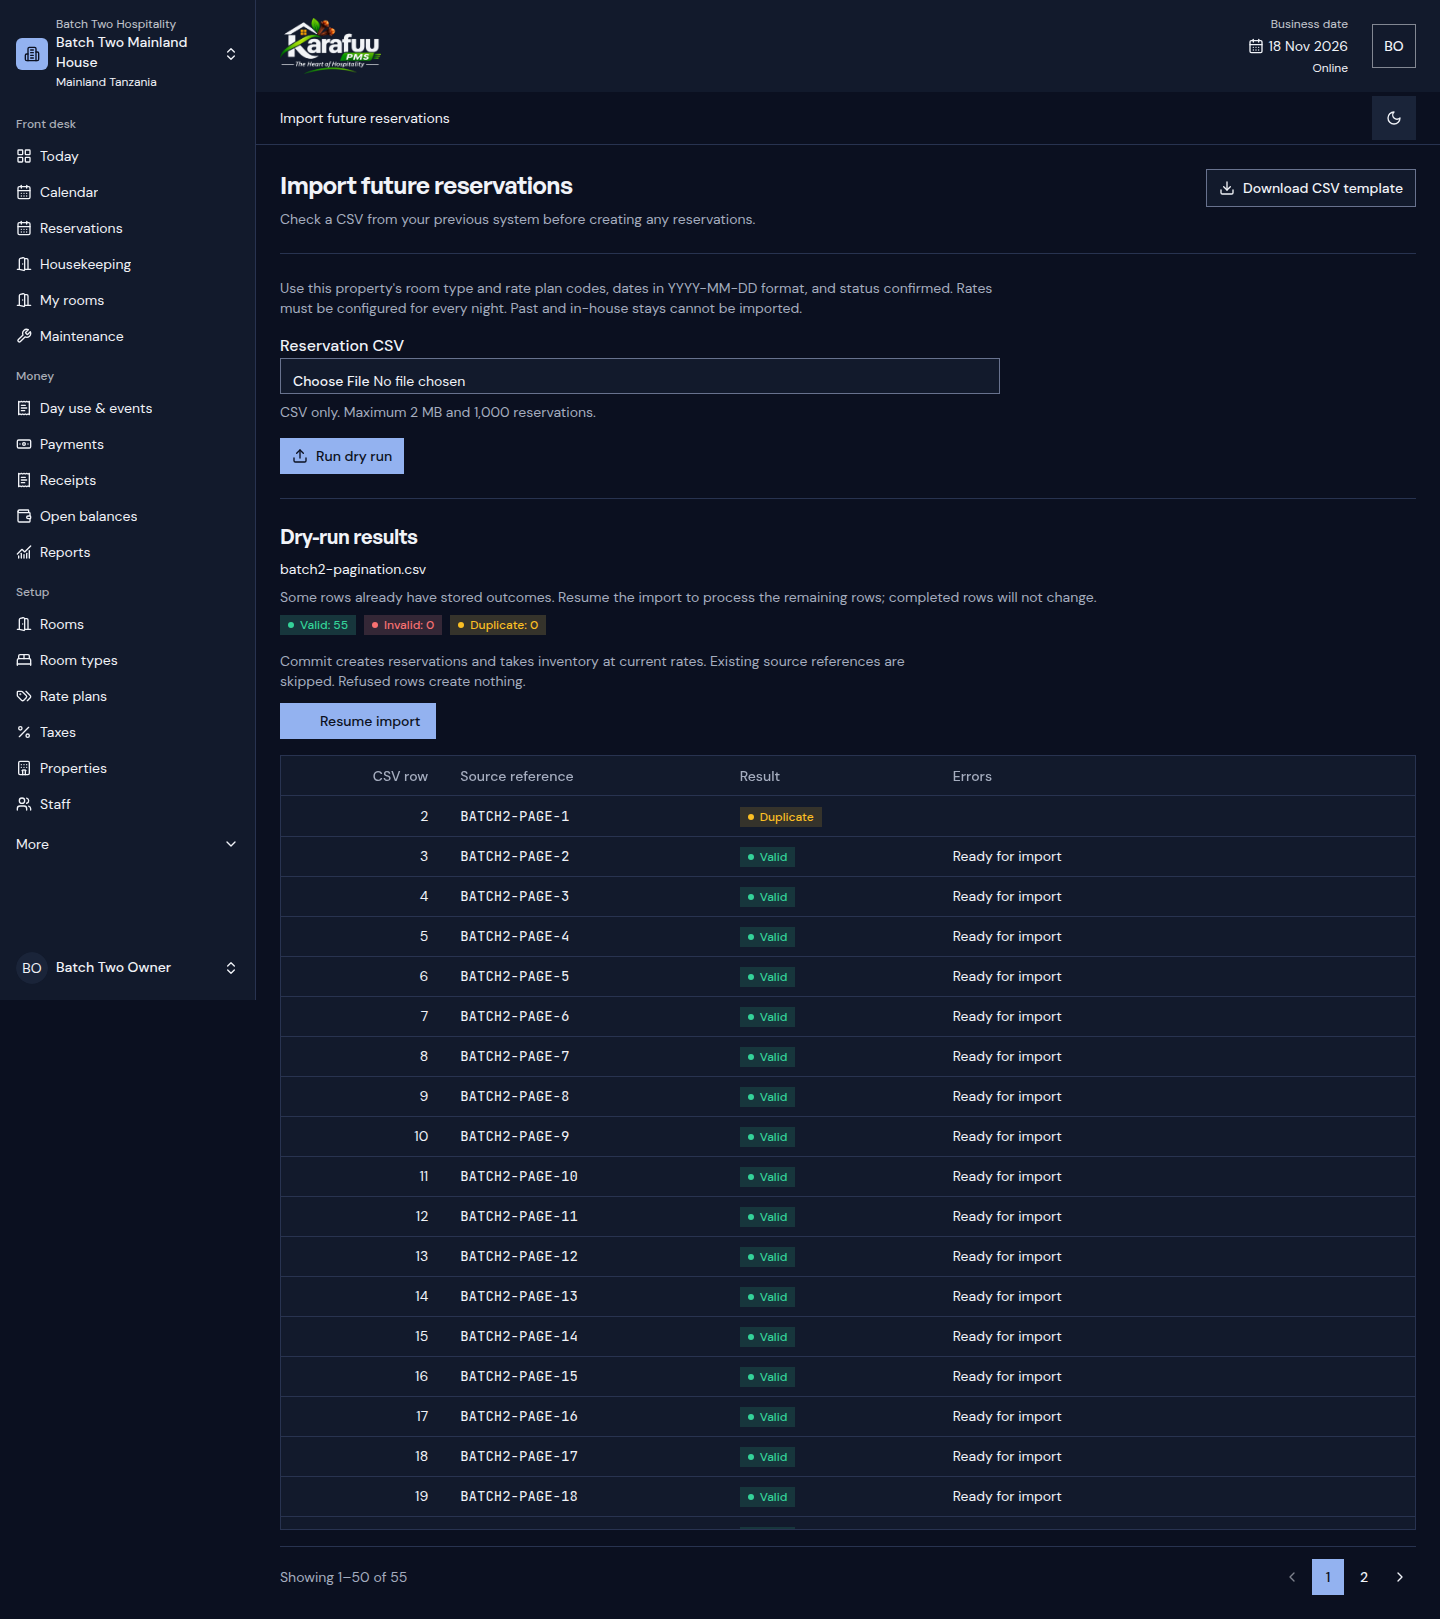 Batch Two Hospitality
Batch Two Mainland
House
Mainland Tanzania
Front desk
Today
Calendar
Reservations
Housekeeping
My rooms
Maintenance
Money
Day use & events
Payments
Receipts
Open balances
Reports
Setup
Rooms
Room types
Rate plans
Taxes
Properties
Staff
More
BO
Batch Two Owner
Karafuu
PMS
The Heart of Hospitality
Business date
18 Nov 2026
Online
BO
Import future reservations
Import future reservations
Download CSV template
Check a CSV from your previous system before creating any reservations.
Use this property's room type and rate plan codes, dates in YYYY-MM-DD format, and status confirmed. Rates
must be configured for every night. Past and in-house stays cannot be imported.
Reservation CSV
Choose File No file chosen
CSV only. Maximum 2 MB and 1,000 reservations.
Run dry run
Dry-run results
batch2-pagination.csv
Some rows already have stored outcomes. Resume the import to process the remaining rows; completed rows will not change.
Valid: 55 Invalid: 0 Duplicate: 0
Commit creates reservations and takes inventory at current rates. Existing source references are
skipped. Refused rows create nothing.
Resume import
CSV row Source reference Result Errors
2 BATCH2-PAGE-1 Duplicate
3 BATCH2-PAGE-2 Valid Ready for import
4 BATCH2-PAGE-3 Valid Ready for import
5 BATCH2-PAGE-4 Valid Ready for import
6 BATCH2-PAGE-5 Valid Ready for import
7 BATCH2-PAGE-6 Valid Ready for import
8 BATCH2-PAGE-7 Valid Ready for import
9 BATCH2-PAGE-8 Valid Ready for import
10 BATCH2-PAGE-9 Valid Ready for import
11 BATCH2-PAGE-10 Valid Ready for import
12 BATCH2-PAGE-11 Valid Ready for import
13 BATCH2-PAGE-12 Valid Ready for import
14 BATCH2-PAGE-13 Valid Ready for import
15 BATCH2-PAGE-14 Valid Ready for import
16 BATCH2-PAGE-15 Valid Ready for import
17 BATCH2-PAGE-16 Valid Ready for import
18 BATCH2-PAGE-17 Valid Ready for import
19 BATCH2-PAGE-18 Valid Ready for import
Showing 1–50 of 55
1 2